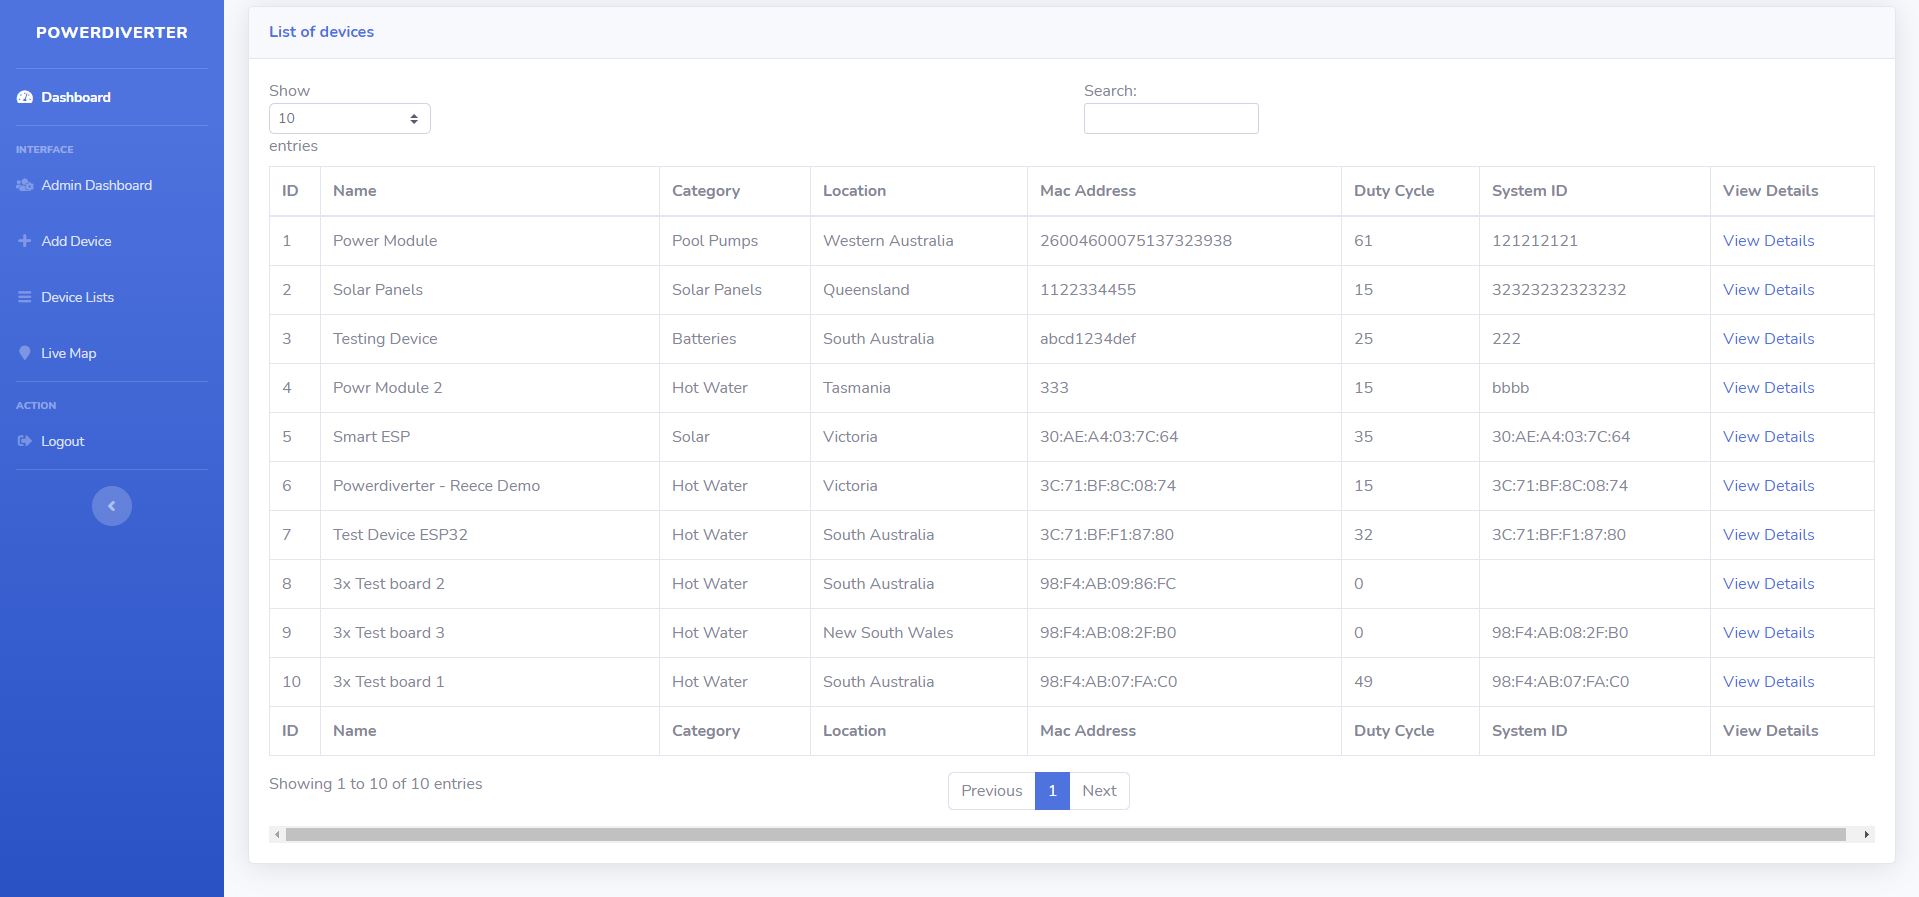 POWERDIVERTER
Dashboard
INTERFACE
Admin Dashboard
Add Device
Device Lists
Live Map
ACTION
Logout
List of devices
Show
10
entries
Search:
ID Name Category Location Mac Address Duty Cycle System ID View Details
1 Power Module Pool Pumps Western Australia 26004600075137323938 61 121212121 View Details
2 Solar Panels Solar Panels Queensland 1122334455 15 32323232323232 View Details
3 Testing Device Batteries South Australia abcd1234def 25 222 View Details
4 Powr Module 2 Hot Water Tasmania 333 15 bbbb View Details
5 Smart ESP Solar Victoria 30:AE:A4:03:7C:64 35 30:AE:A4:03:7C:64 View Details
6 Powerdiverter - Reece Demo Hot Water Victoria 3C:71:BF:8C:08:74 15 3C:71:BF:8C:08:74 View Details
7 Test Device ESP32 Hot Water South Australia 3C:71:BF:F1:87:80 32 3C:71:BF:F1:87:80 View Details
8 3x Test board 2 Hot Water South Australia 98:F4:AB:09:86:FC 0 View Details
9 3x Test board 3 Hot Water New South Wales 98:F4:AB:08:2F:B0 0 98:F4:AB:08:2F:B0 View Details
10 3x Test board 1 Hot Water South Australia 98:F4:AB:07:FA:C0 49 98:F4:AB:07:FA:C0 View Details
ID Name Category Location Mac Address Duty Cycle System ID View Details
Showing 1 to 10 of 10 entries
Previous 1 Next